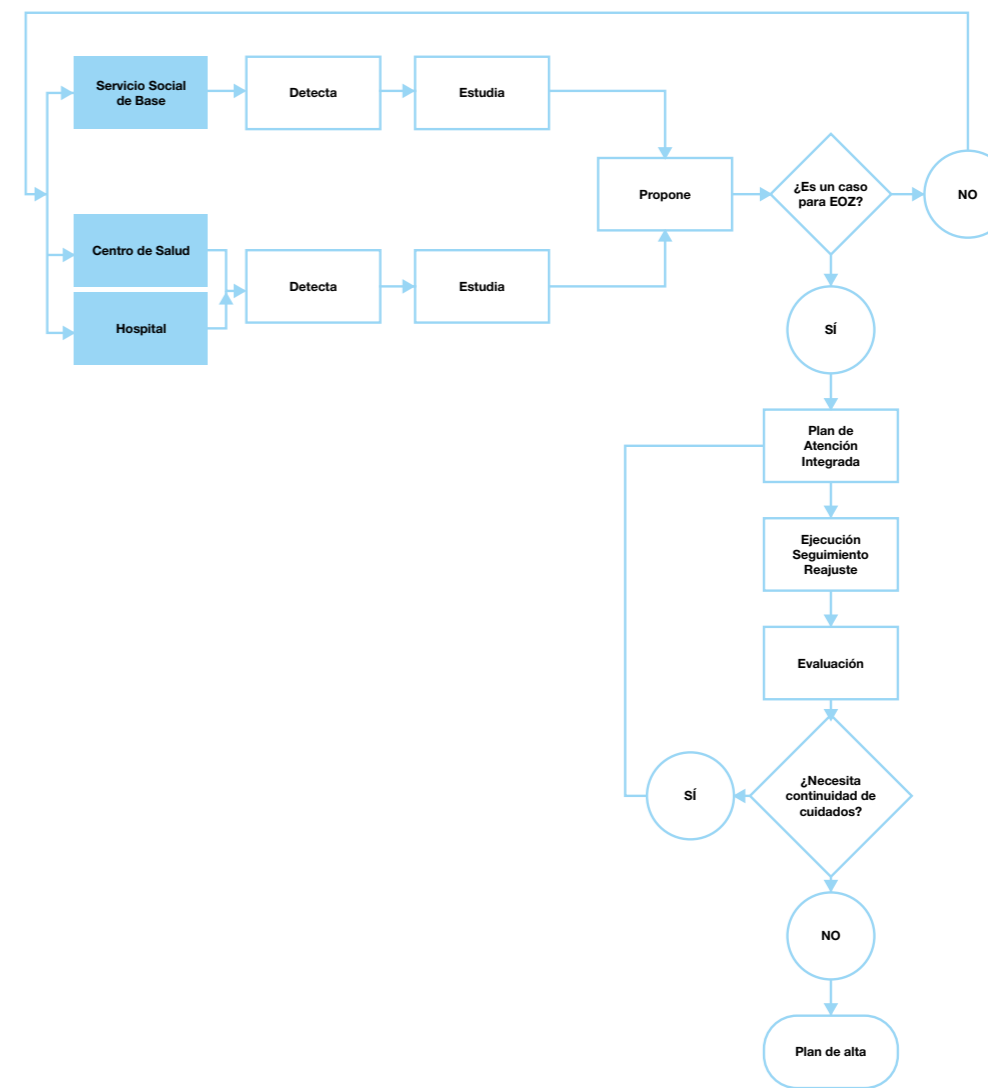 Servicio Social
de Base
Detecta
Estudia
Propone
¿Es un caso
para EOZ?
NO
Centro de Salud
Hospital
Detecta
Estudia
SÍ
Plan de
Atención
Integrada
Ejecución
Seguimiento
Reajuste
Evaluación
¿Necesita
continuidad de
cuidados?
SÍ
NO
Plan de alta